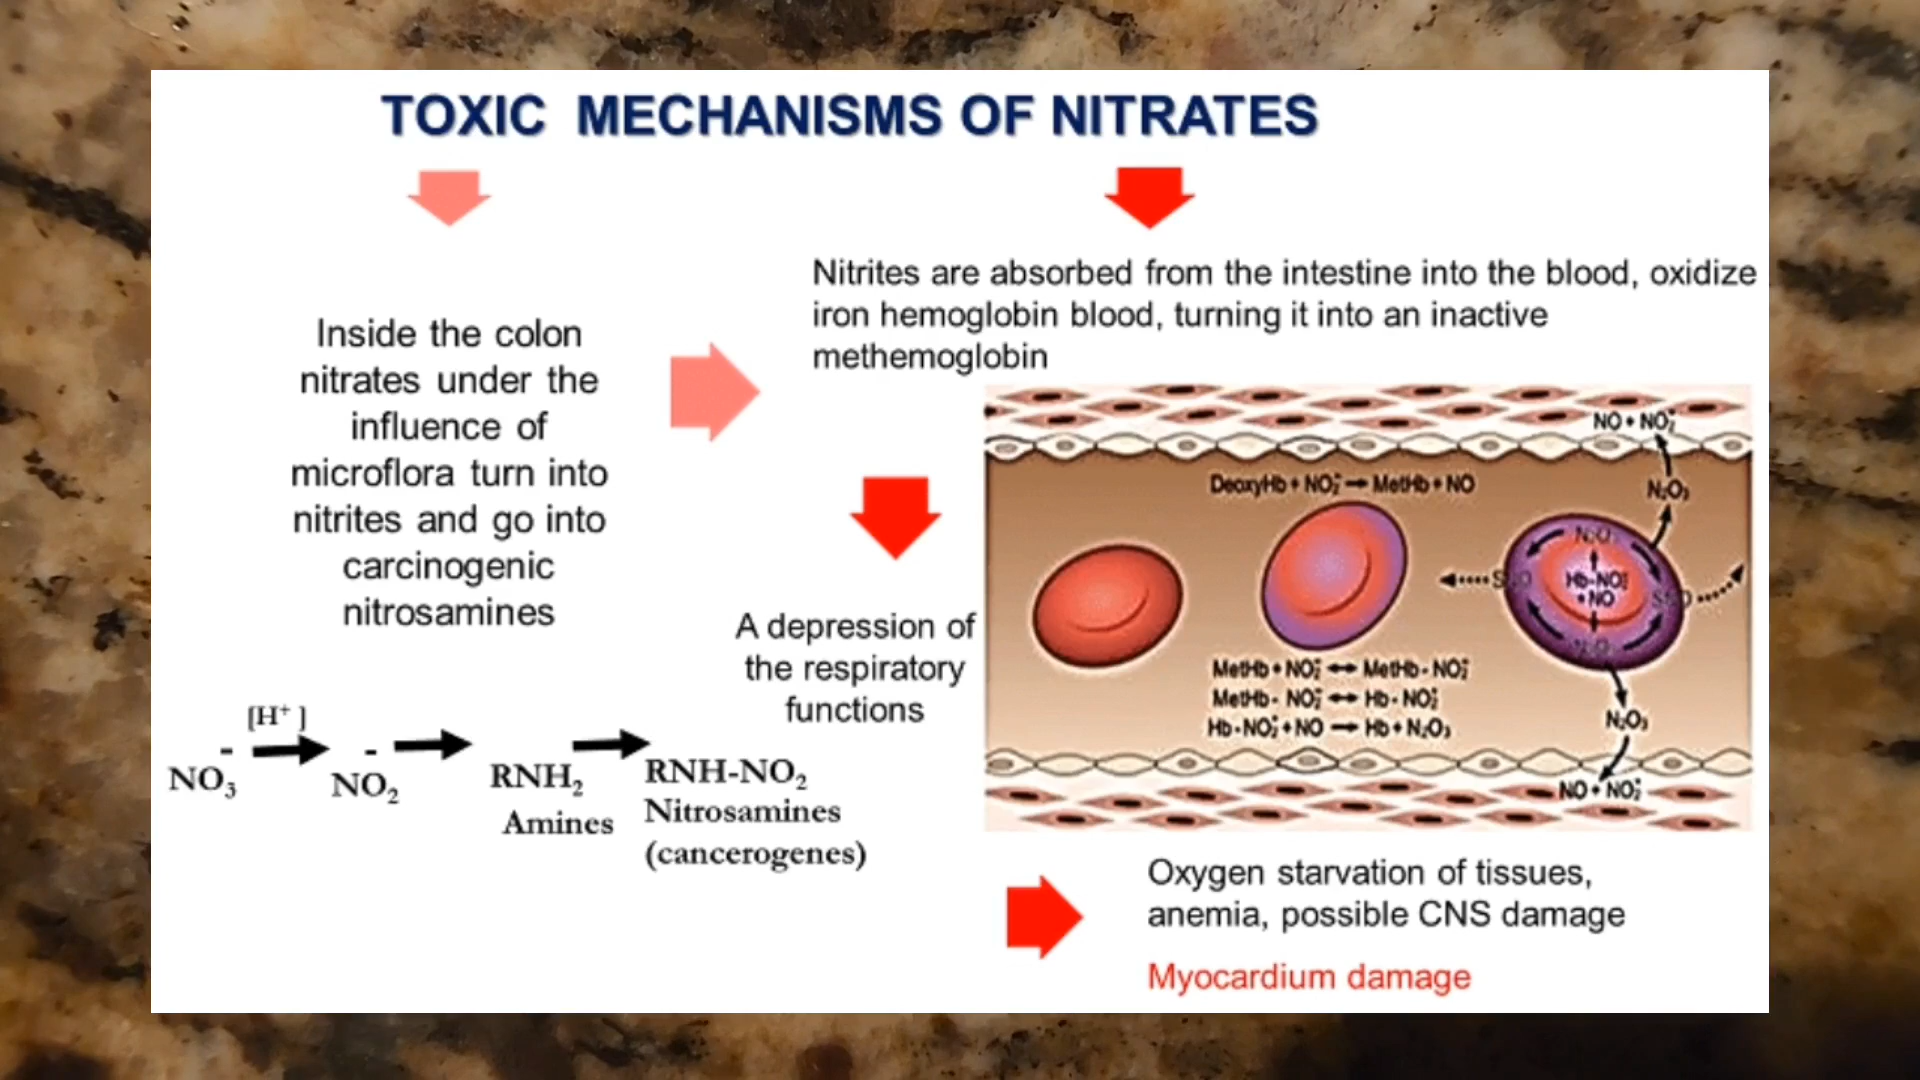 TOXIC MECHANISMS OF NITRATES
Inside the colon
nitrates under the
influence of
microflora turn into
nitrites and go into
carcinogenic
nitrosamines
Nitrites are absorbed from the intestine into the blood, oxidize
iron hemoglobin blood, turning it into an inactive
methemoglobin
A depression of
the respiratory
functions
[H⁺ ]
NO₃⁻
NO₂⁻
RNH₂
Amines
RNH-NO₂
Nitrosamines
(cancerogenes)
NO + NO₂⁻
N₂O₃
DeoxyHb + NO₂⁻ → MetHb + NO
Hb-NO₂⁻
+ NO
MetHb + NO₂⁻ ↔ MetHb - NO₂⁻
MetHb - NO₂⁻ ↔ Hb - NO₂
Hb - NO₂ + NO → Hb + N₂O₃
N₂O₃
NO + NO₂⁻
Oxygen starvation of tissues,
anemia, possible CNS damage
Myocardium damage